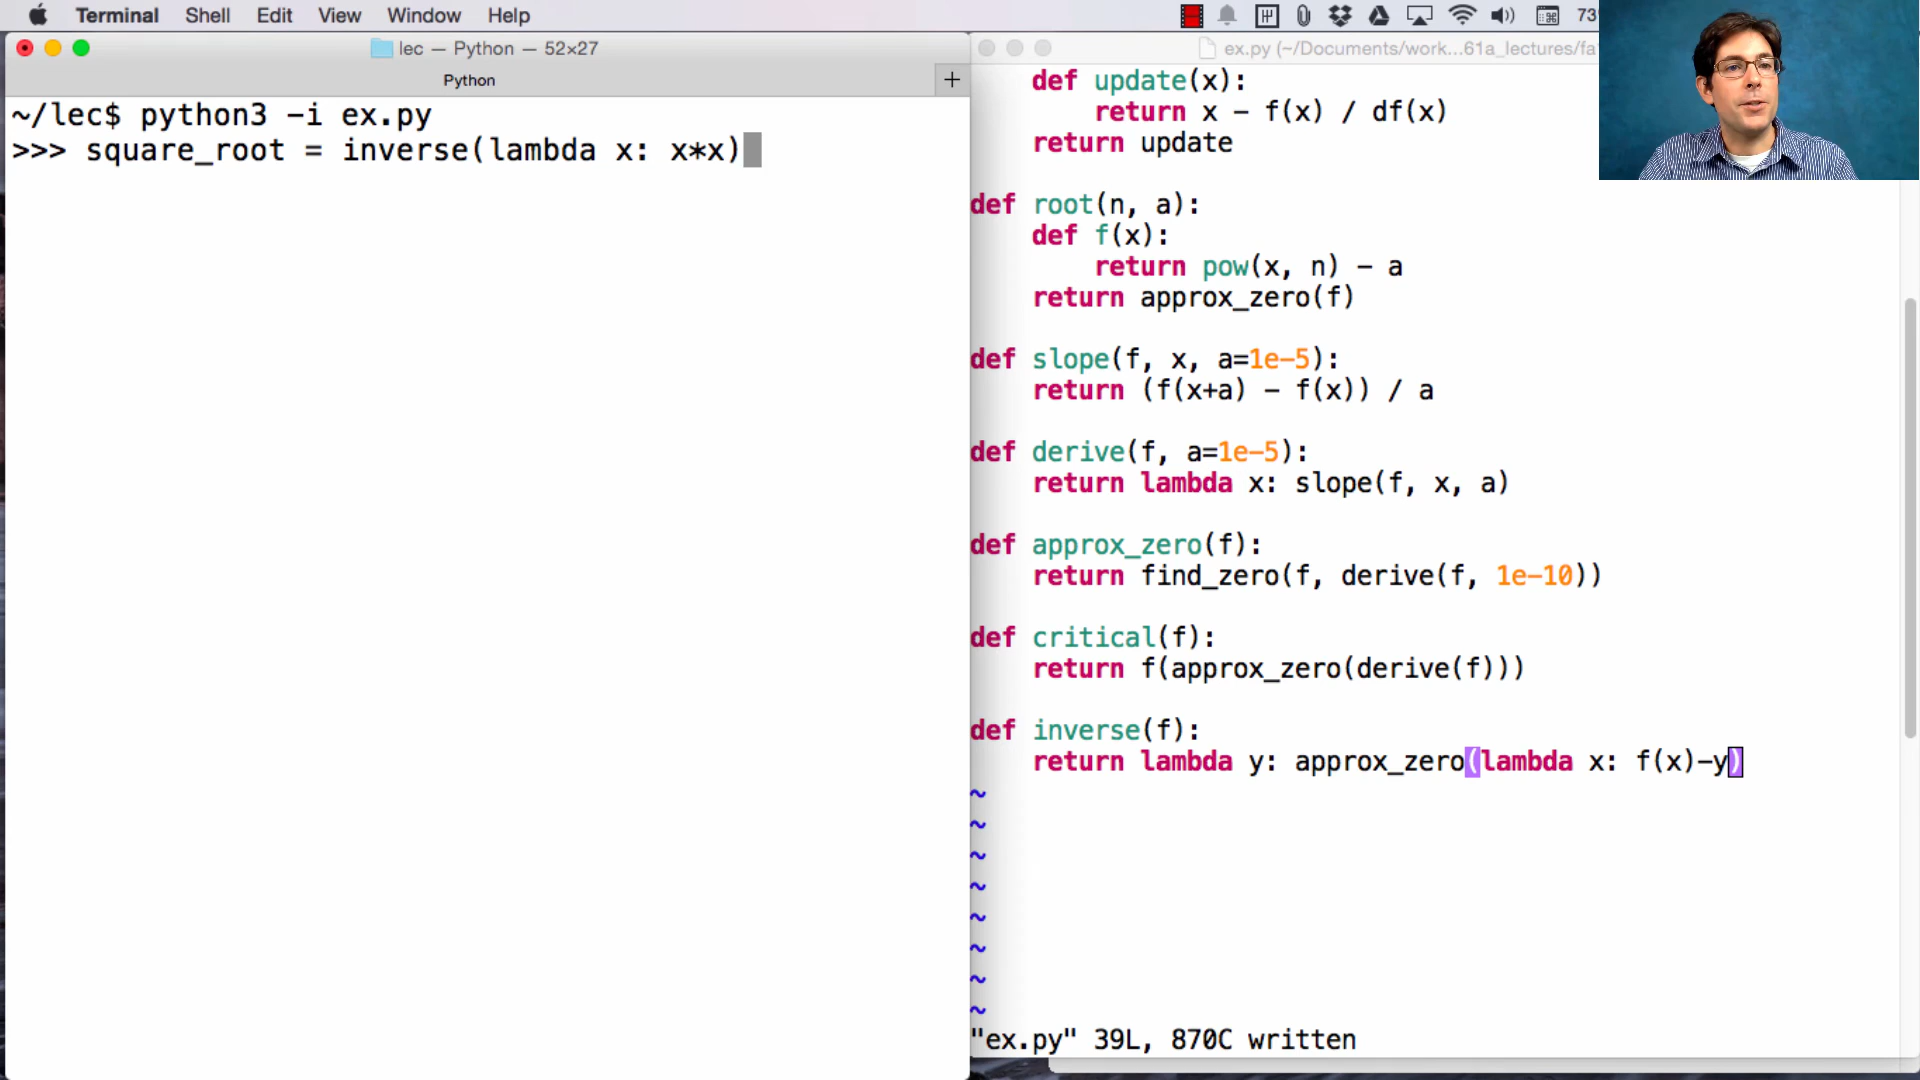 Terminal Shell Edit View Window Help
73
lec — Python — 52×27
Python
+
~/lec$ python3 -i ex.py
>>> square_root = inverse(lambda x: x*x)
ex.py (~/Documents/work...61a_lectures/fa
def update(x):
return x - f(x) / df(x)
return update
def root(n, a):
def f(x):
return pow(x, n) - a
return approx_zero(f)
def slope(f, x, a=1e-5):
return (f(x+a) - f(x)) / a
def derive(f, a=1e-5):
return lambda x: slope(f, x, a)
def approx_zero(f):
return find_zero(f, derive(f, 1e-10))
def critical(f):
return f(approx_zero(derive(f)))
def inverse(f):
return lambda y: approx_zero(lambda x: f(x)-y)
~
~
~
~
~
~
~
~
"ex.py" 39L, 870C written